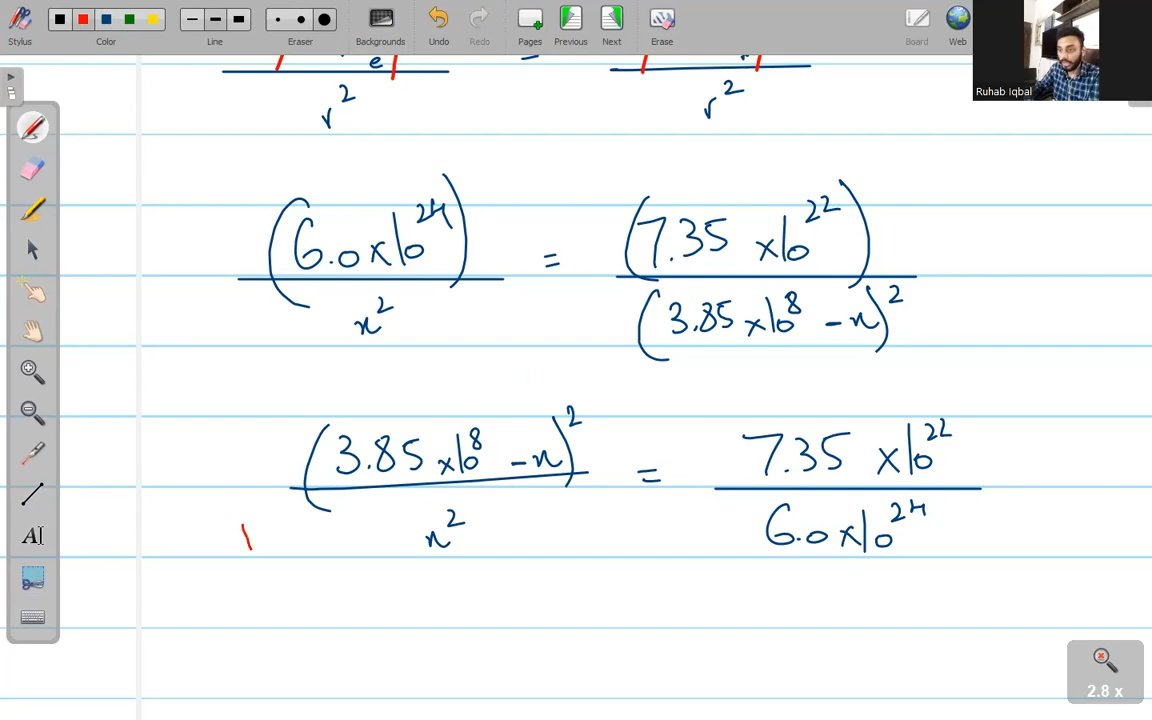 Stylus Color Line Eraser Backgrounds Undo Redo Pages Previous Next Erase Board Web
Ruhab Iqbal
e = 
r² r²
(6.0 x 10²⁴) / x² = (7.35 x 10²²) / (3.85 x 10⁸ - x)²
(3.85 x 10⁸ - x)² / x² = 7.35 x 10²² / 6.0 x 10²⁴
AI
2.8 x